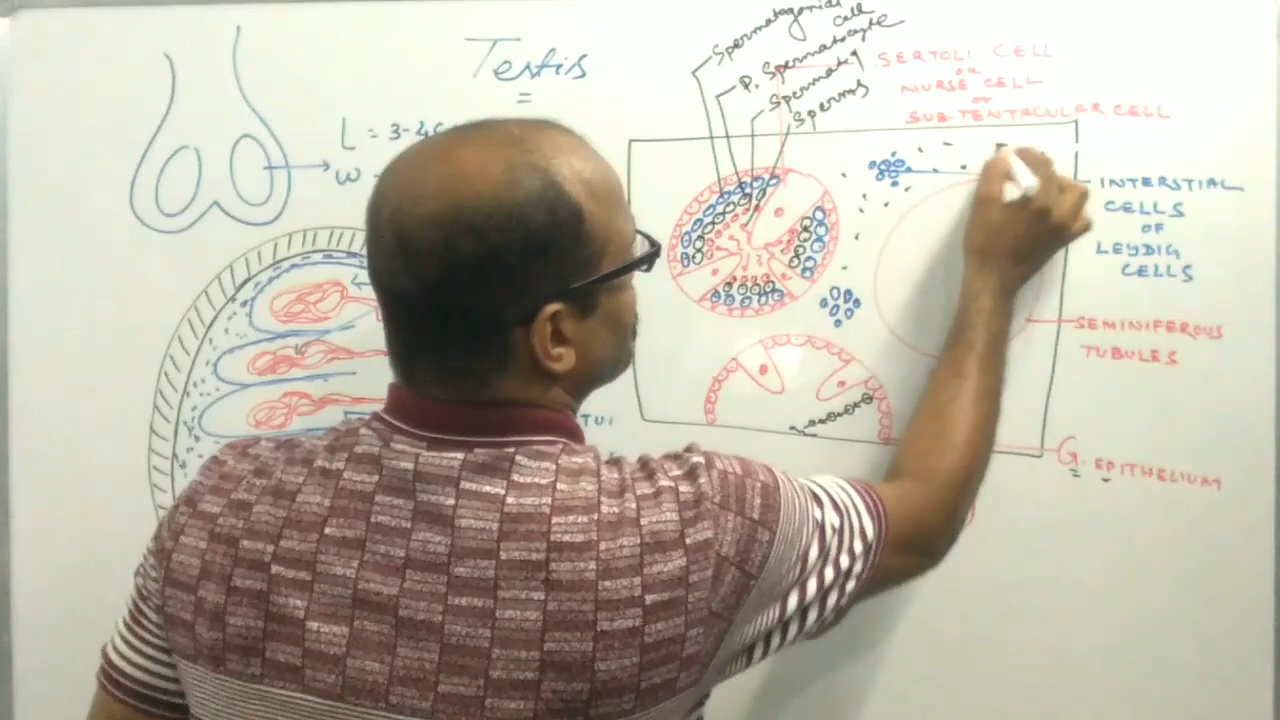 Testis
L = 3-4c
W
Spermatogonial
cell
P. Spermatocyte
Spermatid
Sperms
SERTOLI CELL
or
NURSE CELL
or
SUB-TENTACULAR CELL
INTERSTIAL
CELLS
OF
LEYDIG
CELLS
SEMINIFEROUS
TUBULES
G. EPITHELIUM
TUI